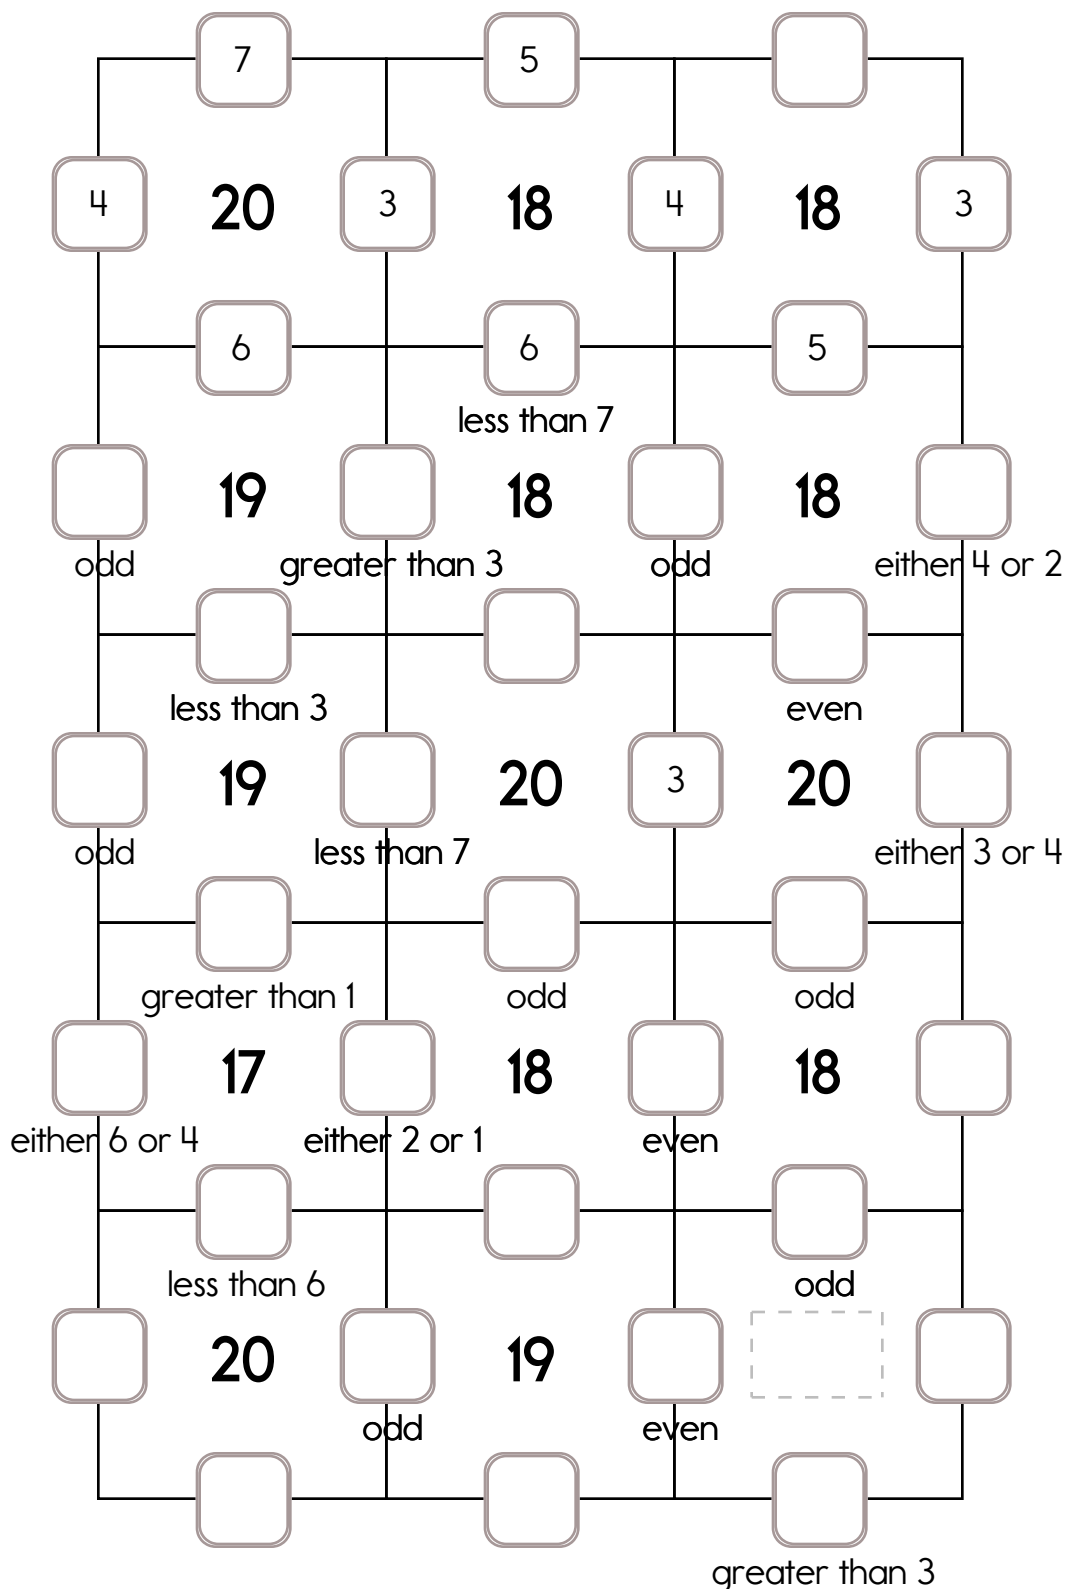 7 5
4 20 3 18 4 18 3
6 6 5
less than 7
19 18 18
odd greater than 3 odd either 4 or 2
less than 3 even
19 20 3 20
odd less than 7 either 3 or 4
greater than 1 odd odd
17 18 18
either 6 or 4 either 2 or 1 even
less than 6 odd
20 19
odd even
greater than 3